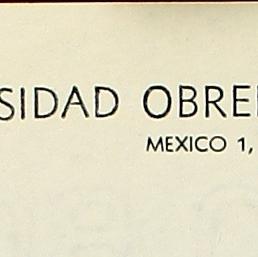 SIDAD OBRE
MEXICO 1,